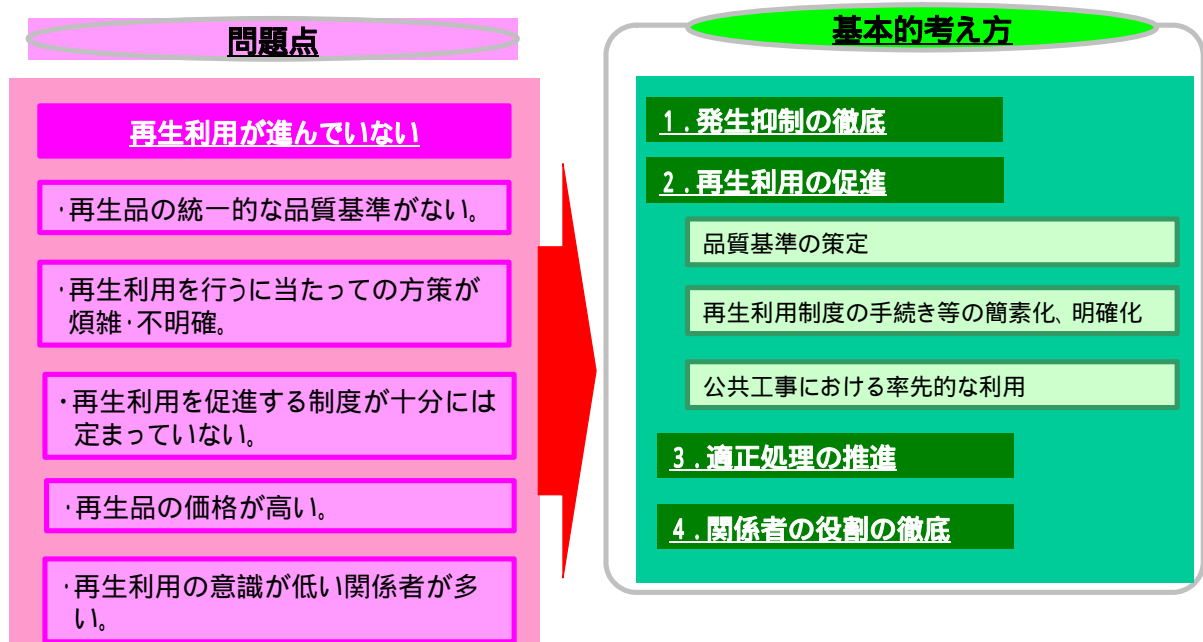 問題点
再生利用が進んでいない
・再生品の統一的な品質基準がない。
・再生利用を行うに当たっての方策が
煩雑・不明確。
・再生利用を促進する制度が十分には
定まっていない。
・再生品の価格が高い。
・再生利用の意識が低い関係者が多
い。
基本的考え方
１．発生抑制の徹底
２．再生利用の促進
品質基準の策定
再生利用制度の手続き等の簡素化、明確化
公共工事における率先的な利用
３．適正処理の推進
４．関係者の役割の徹底